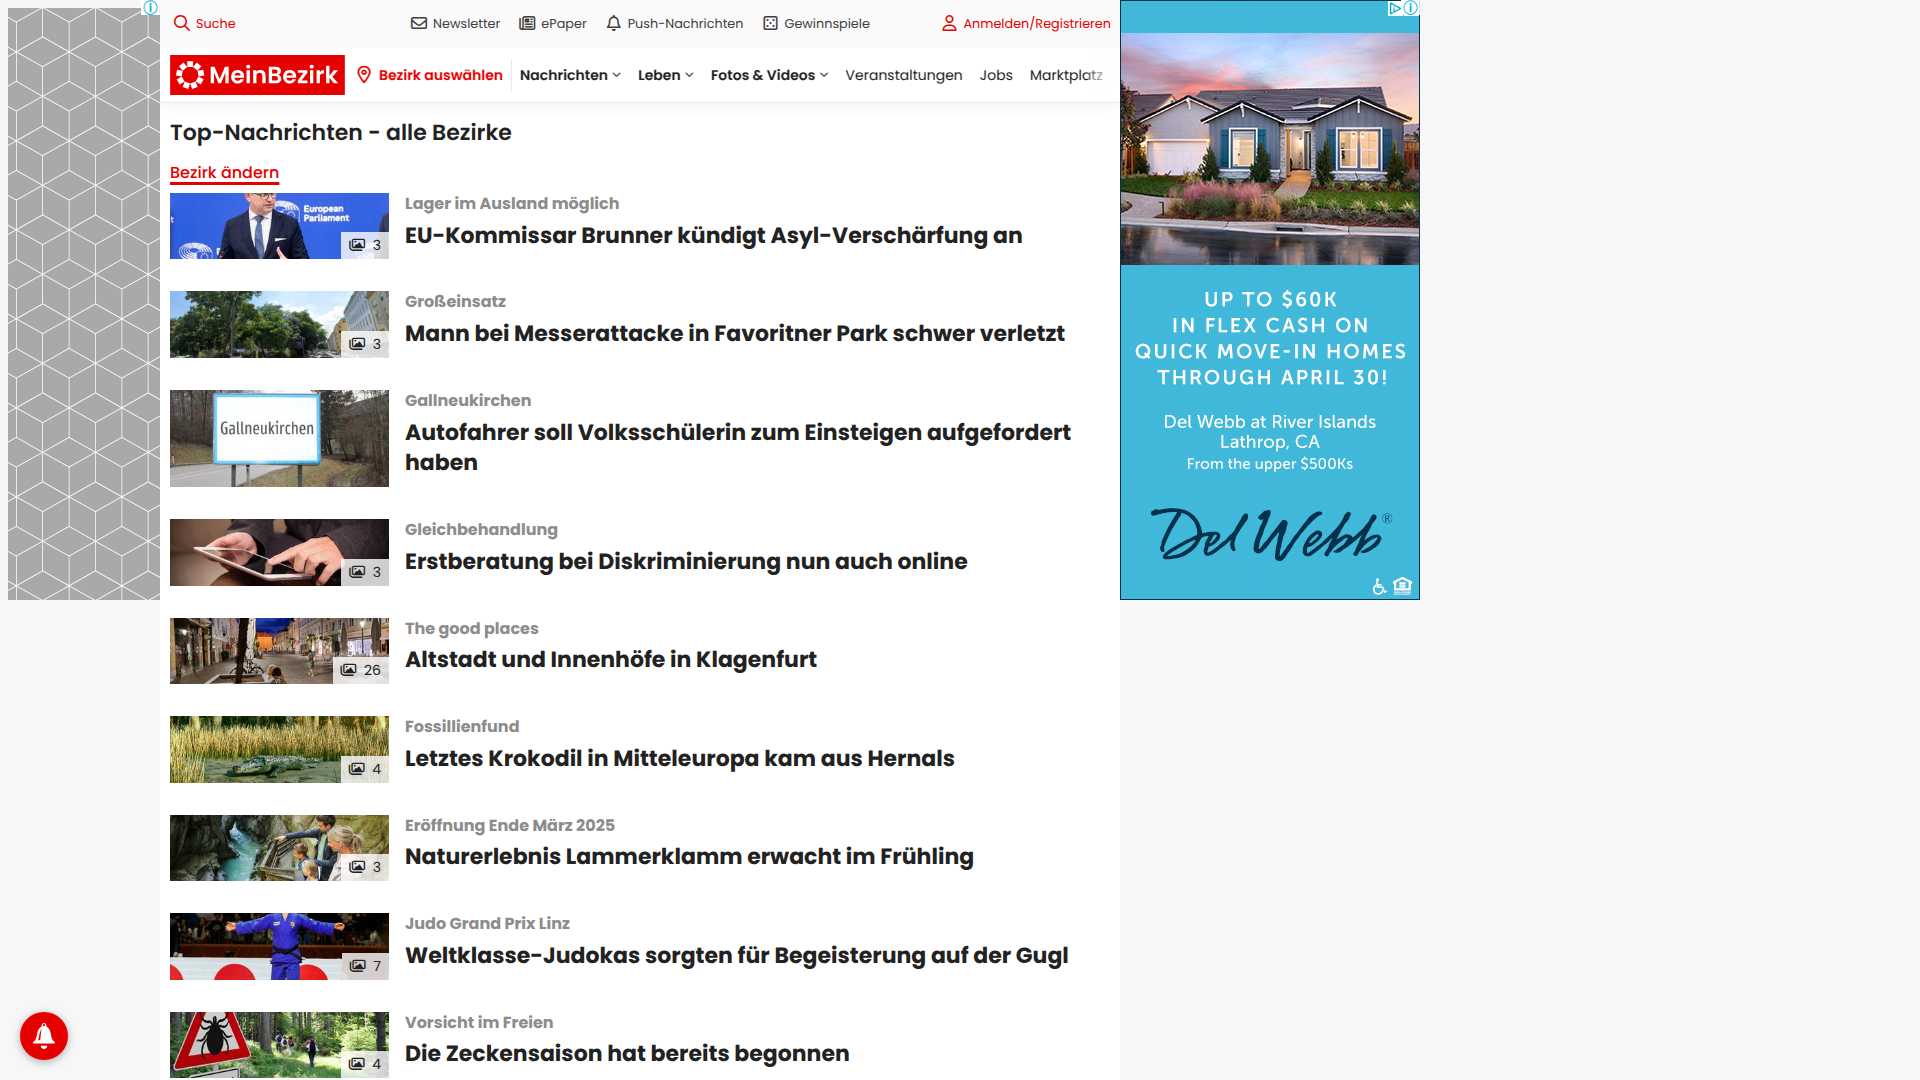 Suche
Newsletter
ePaper
Push-Nachrichten
Gewinnspiele
Anmelden/Registrieren
MeinBezirk
Bezirk auswählen
Nachrichten
Leben
Fotos & Videos
Veranstaltungen
Jobs
Marktplatz
Top-Nachrichten - alle Bezirke
Bezirk ändern
European
Parliament
3
Lager im Ausland möglich
EU-Kommissar Brunner kündigt Asyl-Verschärfung an
3
Großeinsatz
Mann bei Messerattacke in Favoritner Park schwer verletzt
Gallneukirchen
Gallneukirchen
Autofahrer soll Volksschülerin zum Einsteigen aufgefordert
haben
3
Gleichbehandlung
Erstberatung bei Diskriminierung nun auch online
26
The good places
Altstadt und Innenhöfe in Klagenfurt
4
Fossillienfund
Letztes Krokodil in Mitteleuropa kam aus Hernals
3
Eröffnung Ende März 2025
Naturerlebnis Lammerklamm erwacht im Frühling
7
Judo Grand Prix Linz
Weltklasse-Judokas sorgten für Begeisterung auf der Gugl
4
Vorsicht im Freien
Die Zeckensaison hat bereits begonnen
UP TO $60K
IN FLEX CASH ON
QUICK MOVE-IN HOMES
THROUGH APRIL 30!
Del Webb at River Islands
Lathrop, CA
From the upper $500Ks
Del Webb®